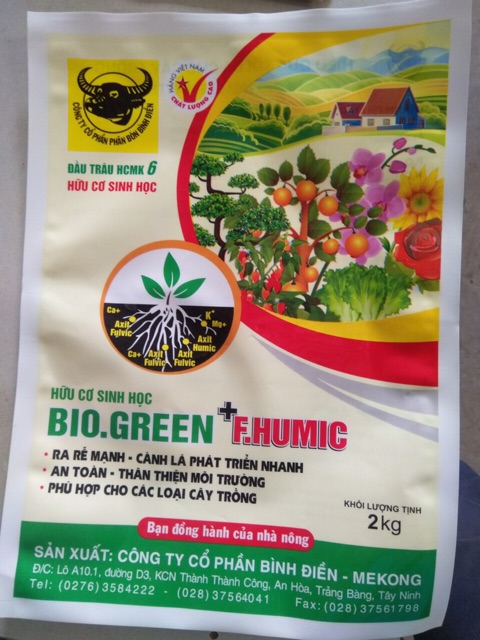 CÔNG TY CỔ PHẦN PHÂN BÓN BÌNH ĐIỀN
HÀNG VIỆT NAM
CHẤT LƯỢNG CAO
ĐẦU TRÂU HCMK 6
HỮU CƠ SINH HỌC
Ca+
Axit Fulvic
K+
Mg+
Axit Humic
Ca+
Axit Fulvic
Axit Fulvic
HỮU CƠ SINH HỌC
BIO.GREEN +F.HUMIC
• RA RỄ MẠNH - CÀNH LÁ PHÁT TRIỂN NHANH
• AN TOÀN - THÂN THIỆN MÔI TRƯỜNG
• PHÙ HỢP CHO CÁC LOẠI CÂY TRỒNG
KHỐI LƯỢNG TỊNH
2kg
Bạn đồng hành của nhà nông
SẢN XUẤT: CÔNG TY CỔ PHẦN BÌNH ĐIỀN - MEKONG
Đ/C: Lô A10.1, đường D3, KCN Thành Thành Công, An Hòa, Trảng Bàng, Tây Ninh
Tel: (0276) 3584222 - (028) 37564041 Fax: (028) 37561798